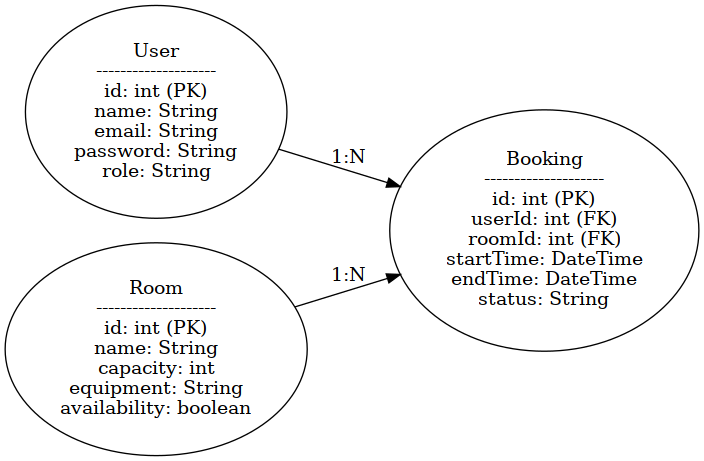 User
--------------------
id: int (PK)
name: String
email: String
password: String
role: String
1:N
Booking
--------------------
id: int (PK)
userId: int (FK)
roomId: int (FK)
startTime: DateTime
endTime: DateTime
status: String
Room
--------------------
id: int (PK)
name: String
capacity: int
equipment: String
availability: boolean
1:N